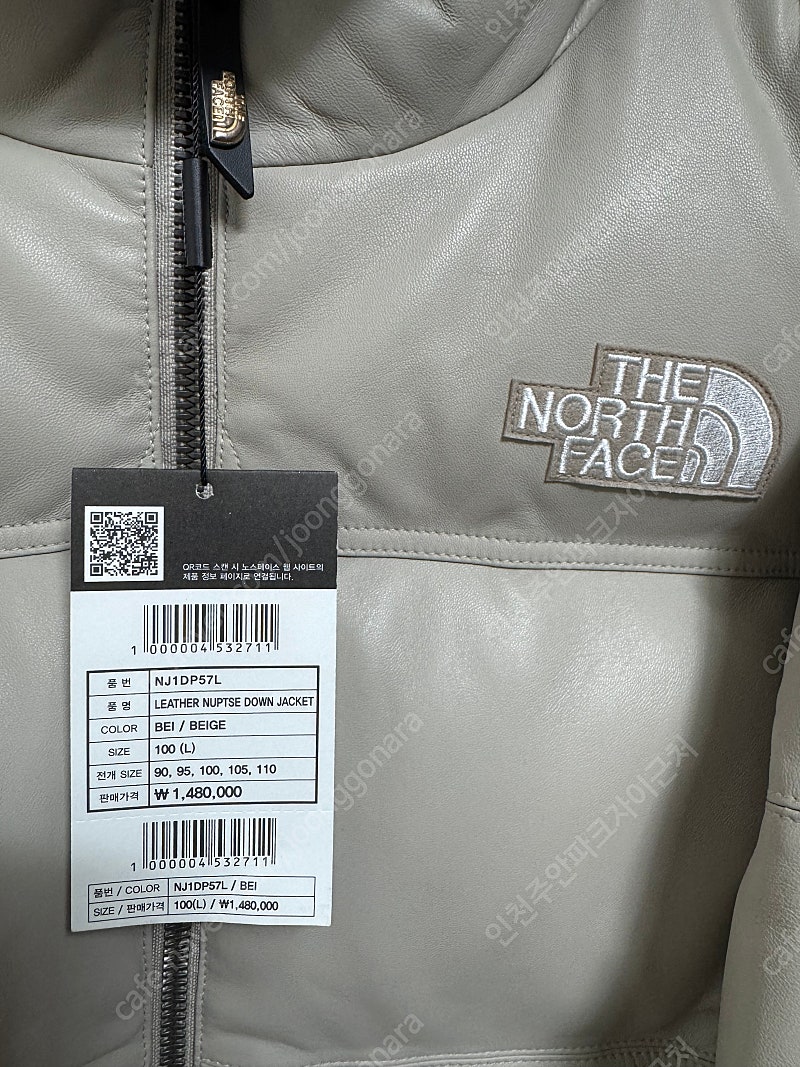 THE
NORTH
FACE
THE
NORTH
FACE
QR코드 스캔 시 노스페이스 웹 사이트의
제품 정보 페이지로 연결됩니다.
1 000004 532711
품 번 NJ1DP57L
품 명 LEATHER NUPTSE DOWN JACKET
COLOR BEI / BEIGE
SIZE 100 (L)
전개 SIZE 90, 95, 100, 105, 110
판매가격 ₩ 1,480,000
1 000004 532711
품번 / COLOR NJ1DP57L / BEI
SIZE / 판매가격 100(L) / ₩1,480,000